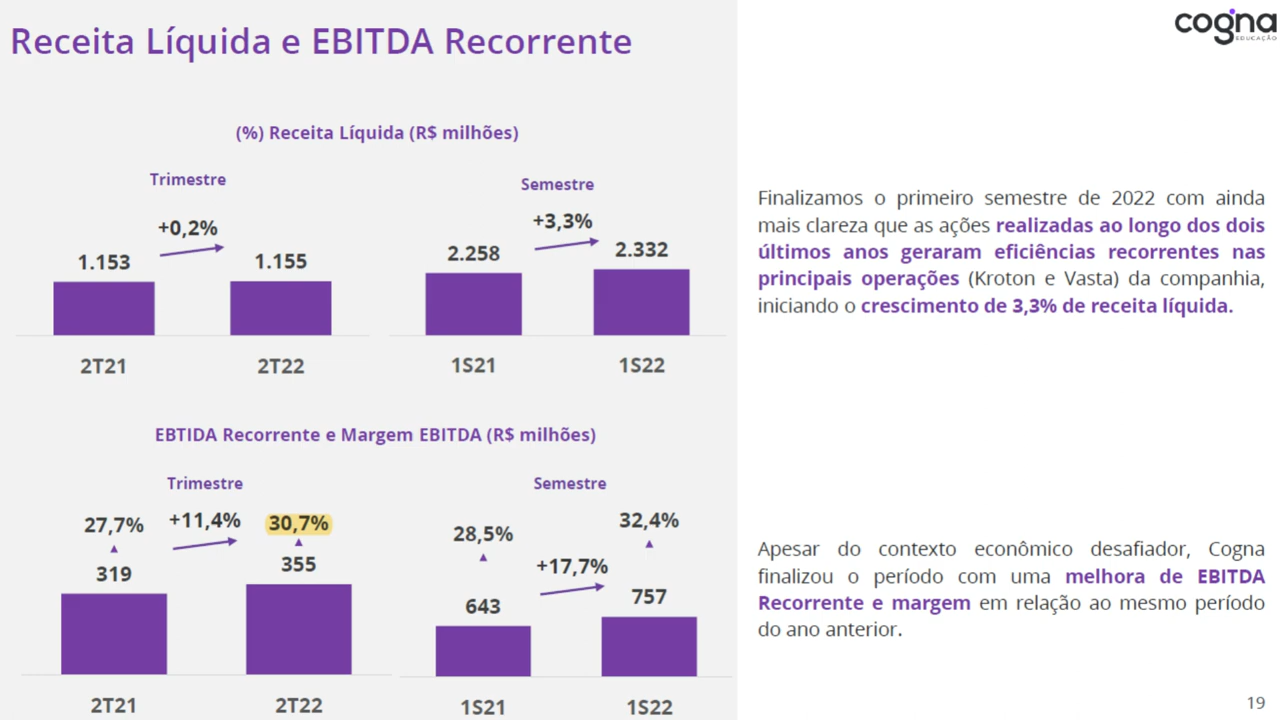 Receita Líquida e EBITDA Recorrente
cogna
EDUCAÇÃO
(%) Receita Líquida (R$ milhões)
Trimestre
Semestre
+0,2%
+3,3%
1.153
1.155
2.258
2.332
2T21
2T22
1S21
1S22
Finalizamos o primeiro semestre de 2022 com ainda
mais clareza que as ações realizadas ao longo dos dois
últimos anos geraram eficiências recorrentes nas
principais operações (Kroton e Vasta) da companhia,
iniciando o crescimento de 3,3% de receita líquida.
EBTIDA Recorrente e Margem EBITDA (R$ milhões)
Trimestre
Semestre
27,7%
+11,4%
30,7%
28,5%
32,4%
319
355
+17,7%
643
757
2T21
2T22
1S21
1S22
Apesar do contexto econômico desafiador, Cogna
finalizou o período com uma melhora de EBITDA
Recorrente e margem em relação ao mesmo período
do ano anterior.
19